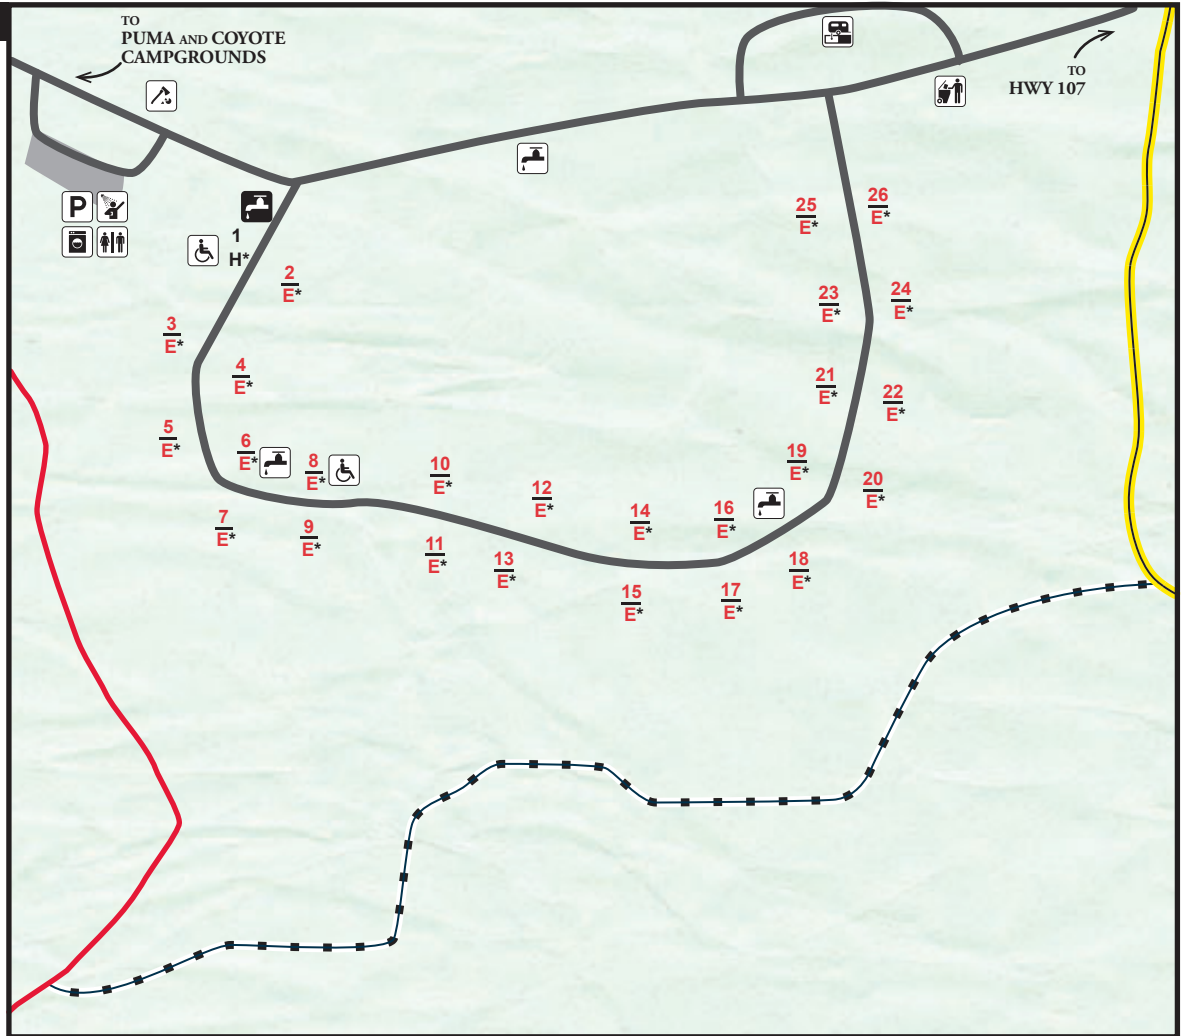 TO
PUMA AND COYOTE
CAMPGROUNDS
TO
HWY 107
P
1
H*
2
E*
3
E*
4
E*
5
E*
6
E*
7
E*
8
E*
9
E*
10
E*
11
E*
12
E*
13
E*
14
E*
15
E*
16
E*
17
E*
18
E*
19
E*
20
E*
21
E*
22
E*
23
E*
24
E*
25
E*
26
E*